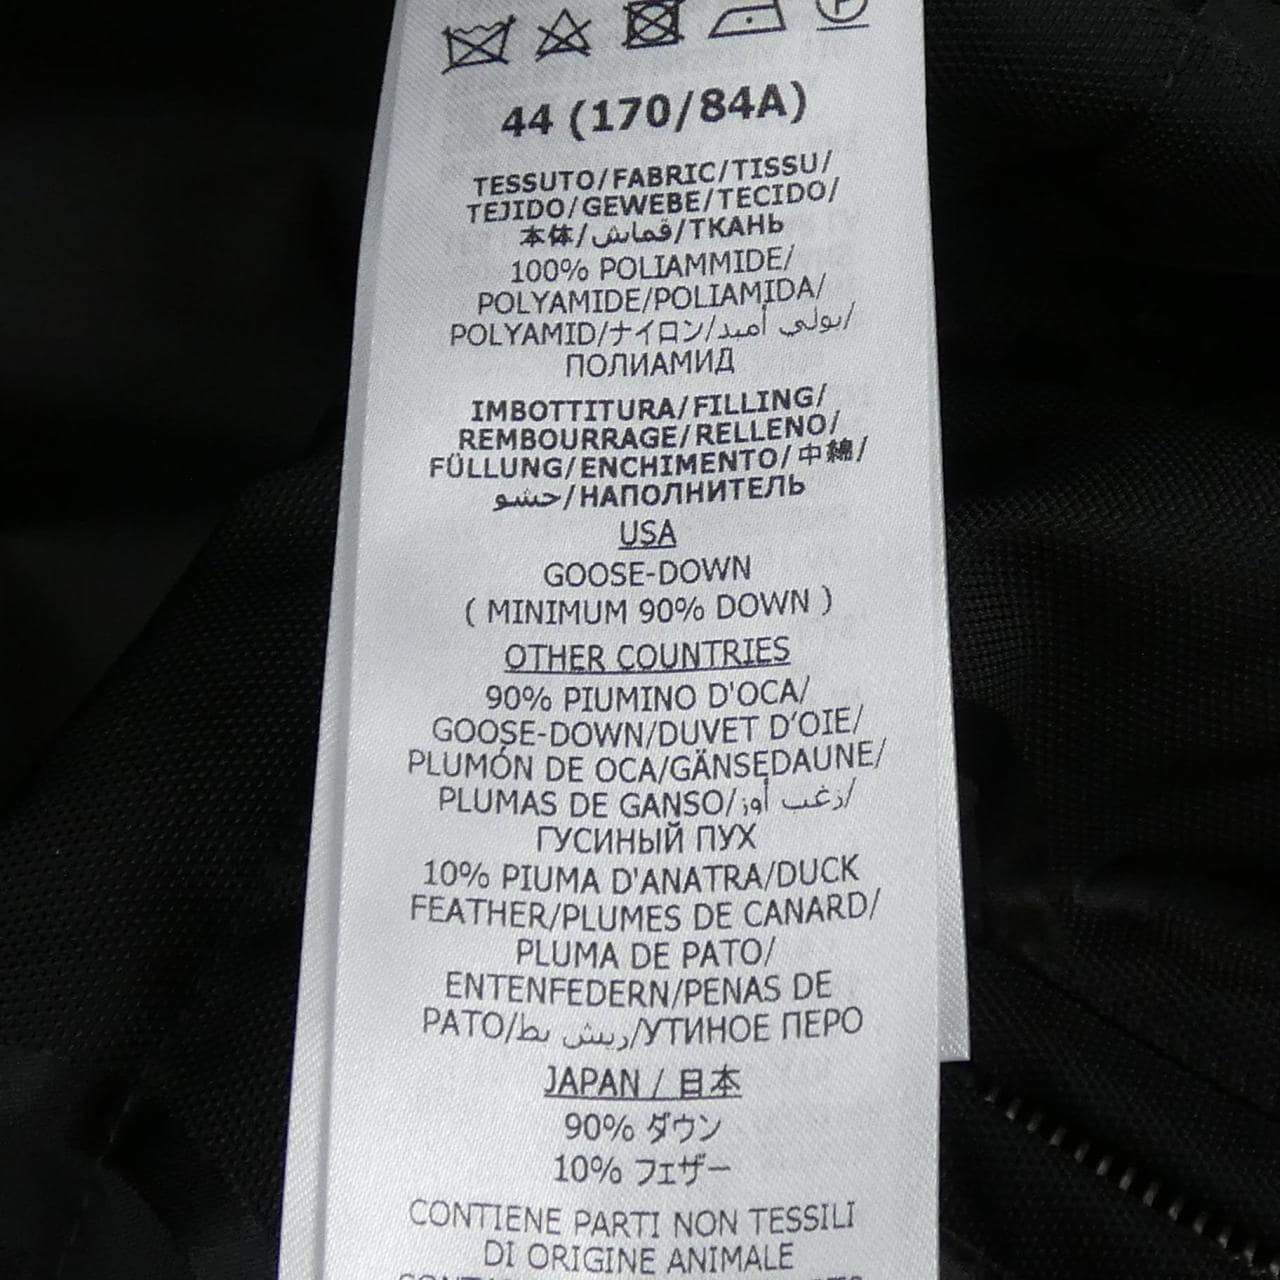 P
44 (170/84A)
TESSUTO/FABRIC/TISSU/
TEJIDO/GEWEBE/TECIDO/
本体/قماش/ТКАНЬ
100% POLIAMMIDE/
POLYAMIDE/POLIAMIDA/
POLYAMID/ナイロン/بولي أميد/
ПОЛИАМИД
IMBOTTITURA/FILLING/
REMBOURRAGE/RELLENO/
FÜLLUNG/ENCHIMENTO/中綿/
حشو/НАПОЛНИТЕЛЬ
USA
GOOSE-DOWN
( MINIMUM 90% DOWN )
OTHER COUNTRIES
90% PIUMINO D'OCA/
GOOSE-DOWN/DUVET D'OIE/
PLUMÓN DE OCA/GÄNSEDAUNE/
PLUMAS DE GANSO/زغب أوز/
ГУСИНЫЙ ПУХ
10% PIUMA D'ANATRA/DUCK
FEATHER/PLUMES DE CANARD/
PLUMA DE PATO/
ENTENFEDERN/PENAS DE
PATO/ريش بط/УТИНОЕ ПЕРО
JAPAN / 日本
90% ダウン
10% フェザー
CONTIENE PARTI NON TESSILI
DI ORIGINE ANIMALE